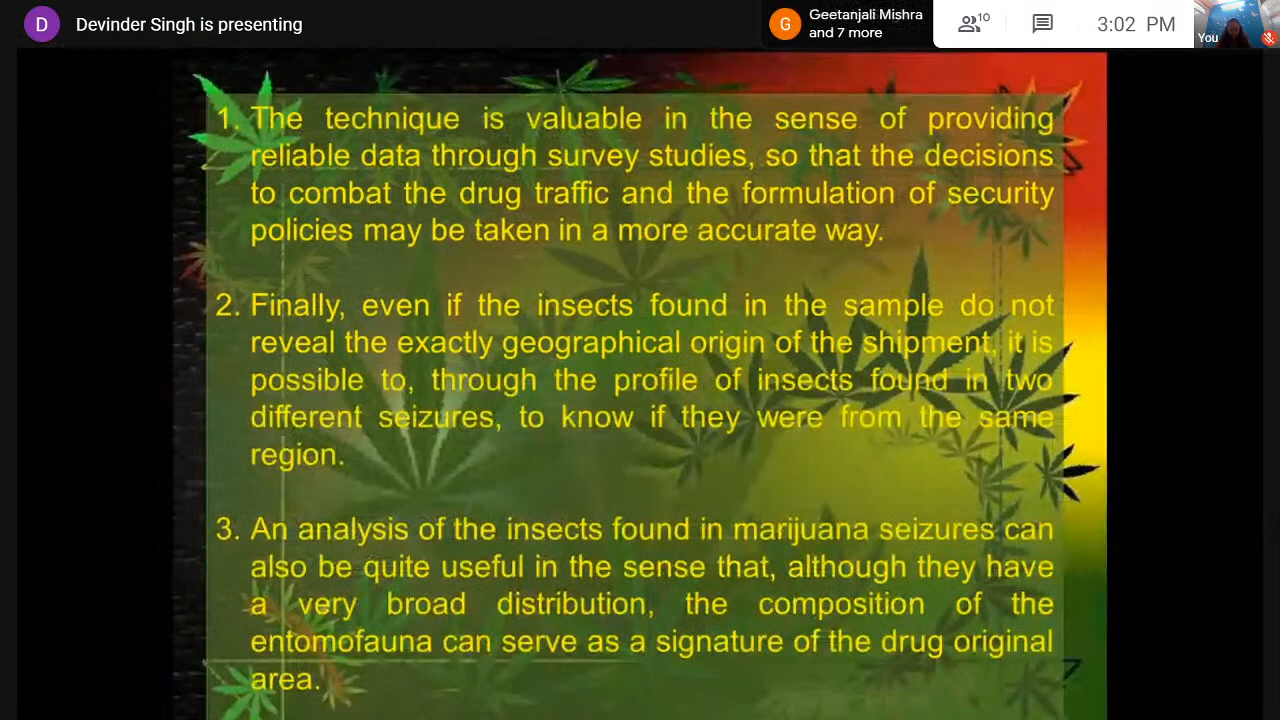 D Devinder Singh is presenting
G Geetanjali Mishra
and 7 more
10
3:02 PM
You
1. The technique is valuable in the sense of providing
reliable data through survey studies, so that the decisions
to combat the drug traffic and the formulation of security
policies may be taken in a more accurate way.
2. Finally, even if the insects found in the sample do not
reveal the exactly geographical origin of the shipment, it is
possible to, through the profile of insects found in two
different seizures, to know if they were from the same
region.
3. An analysis of the insects found in marijuana seizures can
also be quite useful in the sense that, although they have
a very broad distribution, the composition of the
entomofauna can serve as a signature of the drug original
area.